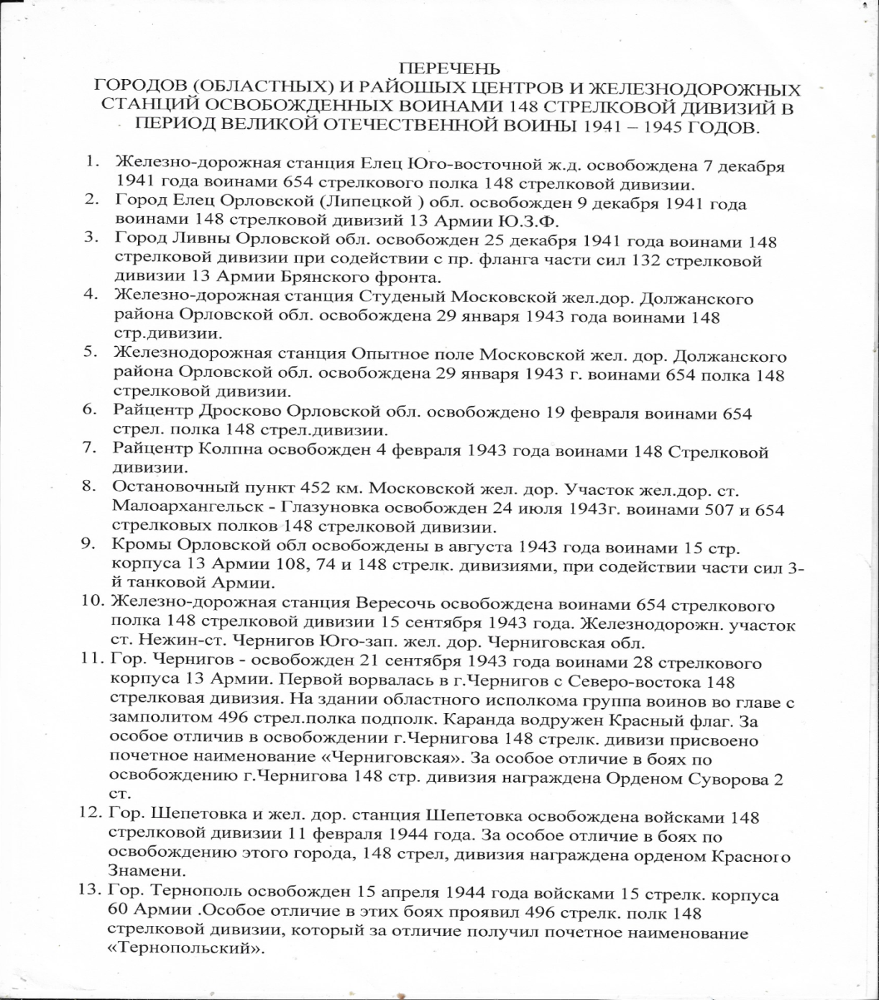 ПЕРЕЧЕНЬ
ГОРОДОВ (ОБЛАСТНЫХ) И РАЙОШЫХ ЦЕНТРОВ И ЖЕЛЕЗНОДОРОЖНЫХ
СТАНЦИЙ ОСВОБОЖДЕННЫХ ВОИНАМИ 148 СТРЕЛКОВОЙ ДИВИЗИЙ В
ПЕРИОД ВЕЛИКОЙ ОТЕЧЕСТВЕННОЙ ВОИНЫ 1941 – 1945 ГОДОВ.
1. Железно-дорожная станция Елец Юго-восточной ж.д. освобождена 7 декабря
1941 года воинами 654 стрелкового полка 148 стрелковой дивизии.
2. Город Елец Орловской (Липецкой ) обл. освобожден 9 декабря 1941 года
воинами 148 стрелковой дивизий 13 Армии Ю.З.Ф.
3. Город Ливны Орловской обл. освобожден 25 декабря 1941 года воинами 148
стрелковой дивизии при содействии с пр. фланга части сил 132 стрелковой
дивизии 13 Армии Брянского фронта.
4. Железно-дорожная станция Студеный Московской жел.дор. Должанского
района Орловской обл. освобождена 29 января 1943 года воинами 148
стр.дивизии.
5. Железнодорожная станция Опытное поле Московской жел. дор. Должанского
района Орловской обл. освобождена 29 января 1943 г. воинами 654 полка 148
стрелковой дивизии.
6. Райцентр Дросково Орловской обл. освобождено 19 февраля воинами 654
стрел. полка 148 стрел.дивизии.
7. Райцентр Колпна освобожден 4 февраля 1943 года воинами 148 Стрелковой
дивизии.
8. Остановочный пункт 452 км. Московской жел. дор. Участок жел.дор. ст.
Малоархангельск - Глазуновка освобожден 24 июля 1943г. воинами 507 и 654
стрелковых полков 148 стрелковой дивизии.
9. Кромы Орловской обл освобождены в августа 1943 года воинами 15 стр.
корпуса 13 Армии 108, 74 и 148 стрелк. дивизиями, при содействии части сил 3-
й танковой Армии.
10. Железно-дорожная станция Вересочь освобождена воинами 654 стрелкового
полка 148 стрелковой дивизии 15 сентября 1943 года. Железнодорожн. участок
ст. Нежин-ст. Чернигов Юго-зап. жел. дор. Черниговская обл.
11. Гор. Чернигов - освобожден 21 сентября 1943 года воинами 28 стрелкового
корпуса 13 Армии. Первой ворвалась в г.Чернигов с Северо-востока 148
стрелковая дивизия. На здании областного исполкома группа воинов во главе с
замполитом 496 стрел.полка подполк. Каранда водружен Красный флаг. За
особое отличив в освобождении г.Чернигова 148 стрелк. дивизи присвоено
почетное наименование «Черниговская». За особое отличие в боях по
освобождению г.Чернигова 148 стр. дивизия награждена Орденом Суворова 2
ст.
12. Гор. Шепетовка и жел. дор. станция Шепетовка освобождена войсками 148
стрелковой дивизии 11 февраля 1944 года. За особое отличие в боях по
освобождению этого города, 148 стрел, дивизия награждена орденом Красного
Знамени.
13. Гор. Тернополь освобожден 15 апреля 1944 года войсками 15 стрелк. корпуса
60 Армии .Особое отличие в этих боях проявил 496 стрелк. полк 148
стрелковой дивизии, который за отличие получил почетное наименование
«Тернопольский».